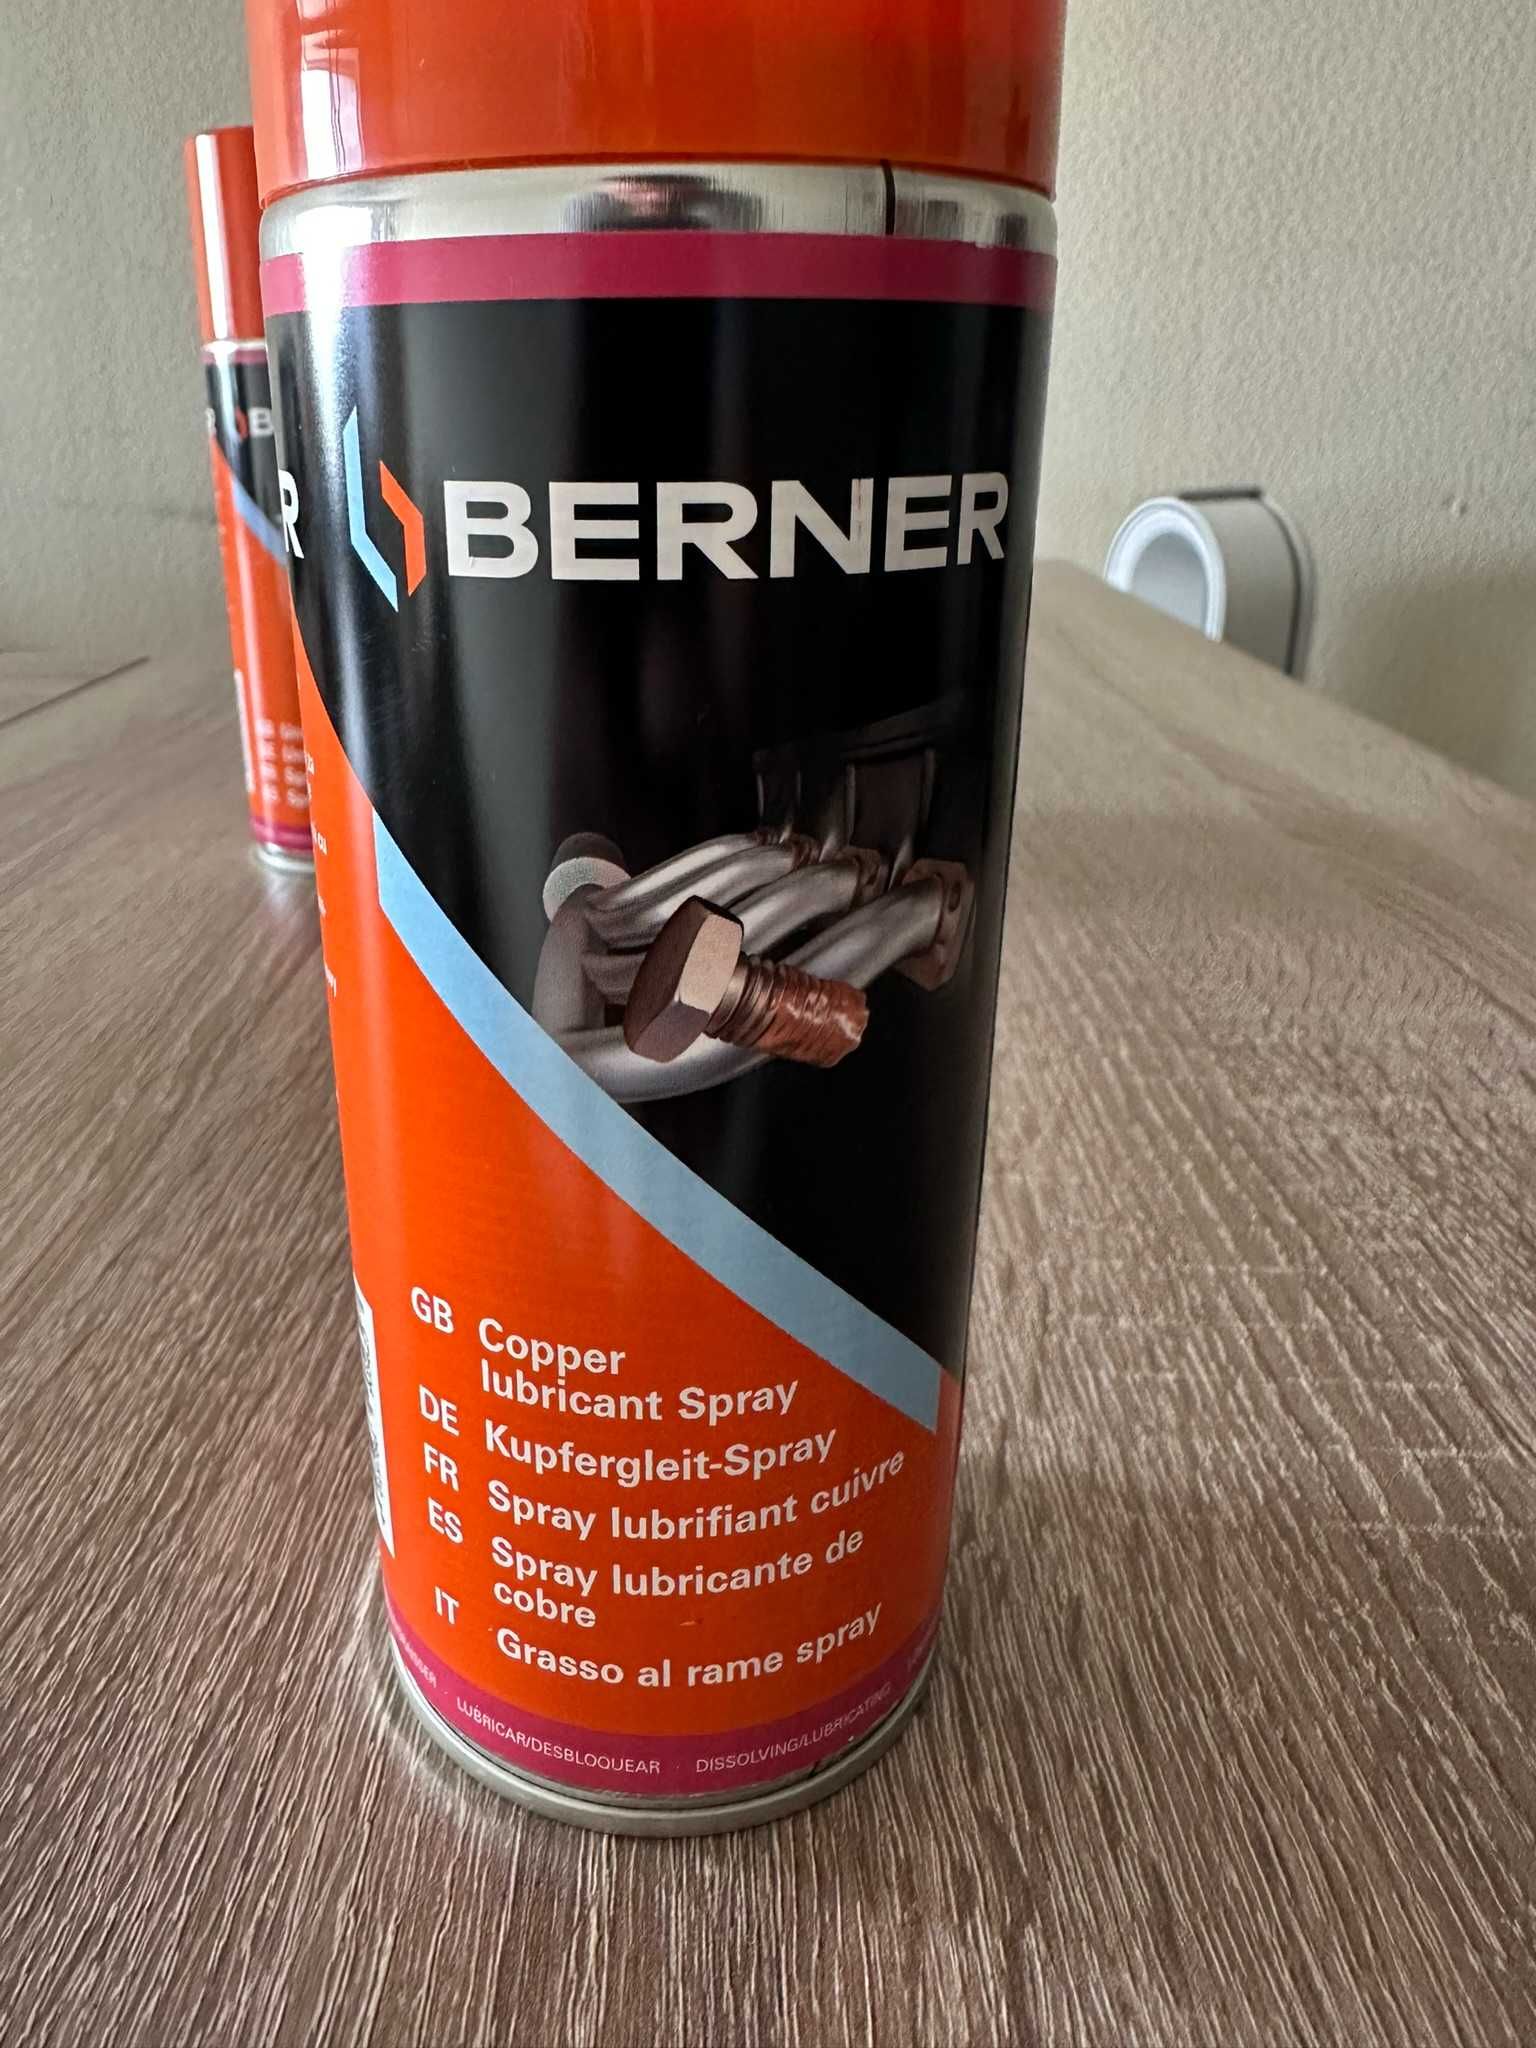 BERNER
R
GB Copper
lubricant Spray
DE Kupfergleit-Spray
FR Spray lubrifiant cuivre
ES Spray lubricante de
cobre
IT Grasso al rame spray
LUBRICAR/DESBLOQUEAR · DISSOLVING/LUBRICATING